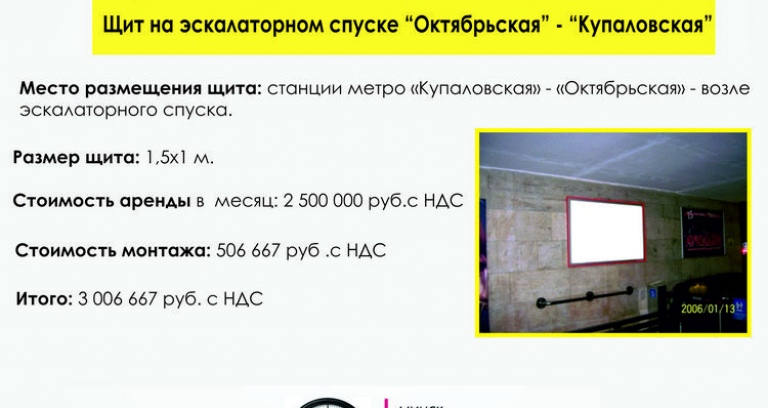 Щит на эскалаторном спуске “Октябрьская” - “Купаловская”
Место размещения щита: станции метро «Купаловская» - «Октябрьская» - возле
эскалаторного спуска.
Размер щита: 1,5х1 м.
Стоимость аренды в месяц: 2 500 000 руб.с НДС
Стоимость монтажа: 506 667 руб .с НДС
Итого: 3 006 667 руб. с НДС
2006/01/13